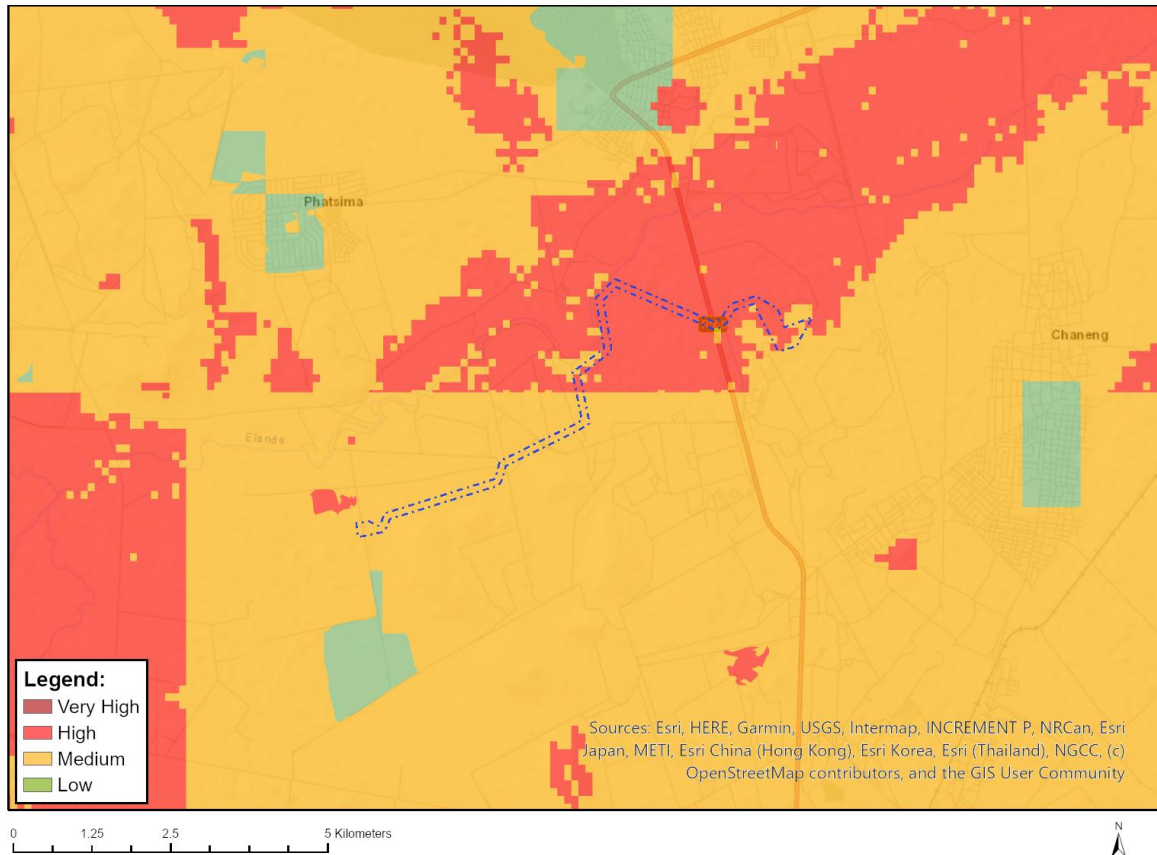 Phatsima
Chaneng
Elands
Legend:
Very High
High
Medium
Low
Sources: Esri, HERE, Garmin, USGS, Intermap, INCREMENT P, NRCan, Esri
Japan, METI, Esri China (Hong Kong), Esri Korea, Esri (Thailand), NGCC, (c)
OpenStreetMap contributors, and the GIS User Community
0 1.25 2.5 5 Kilometers
N